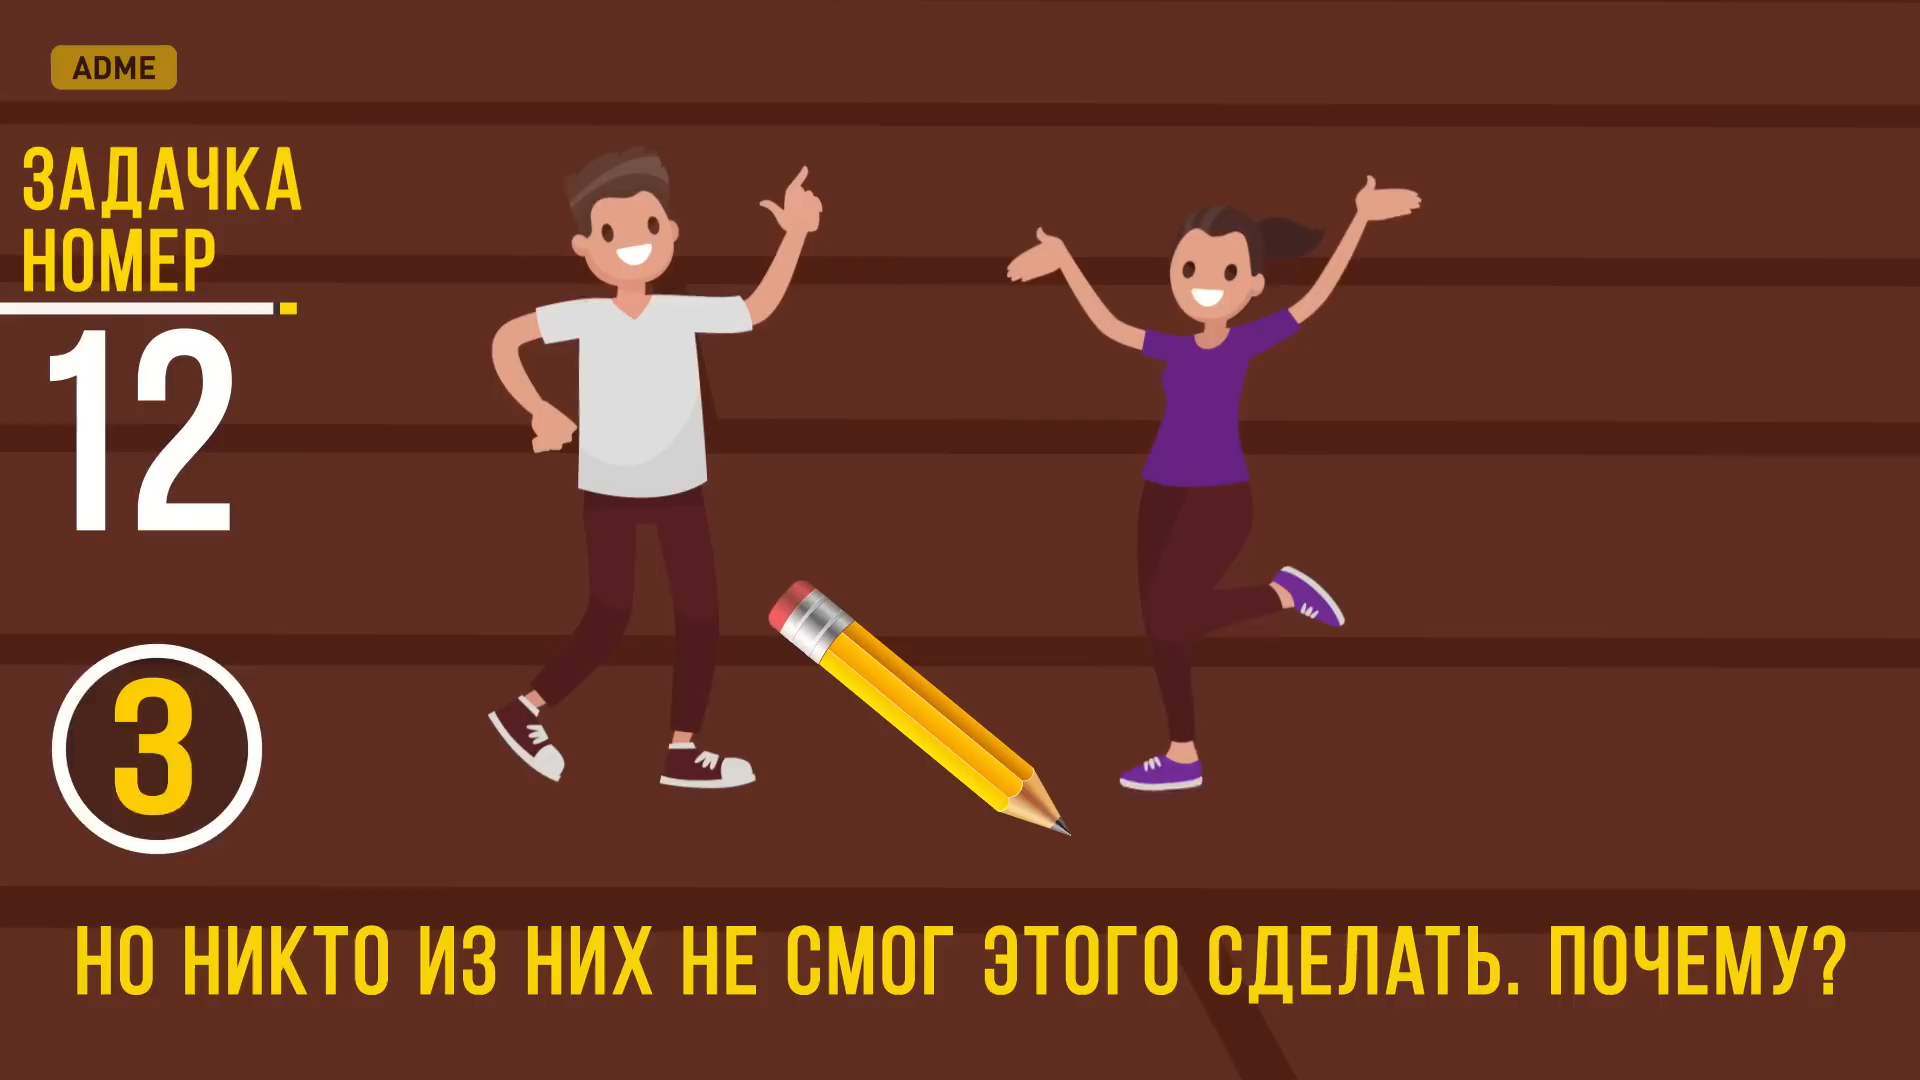 ADME
ЗАДАЧКА
НОМЕР
12
3
НО НИКТО ИЗ НИХ НЕ СМОГ ЭТОГО СДЕЛАТЬ. ПОЧЕМУ?